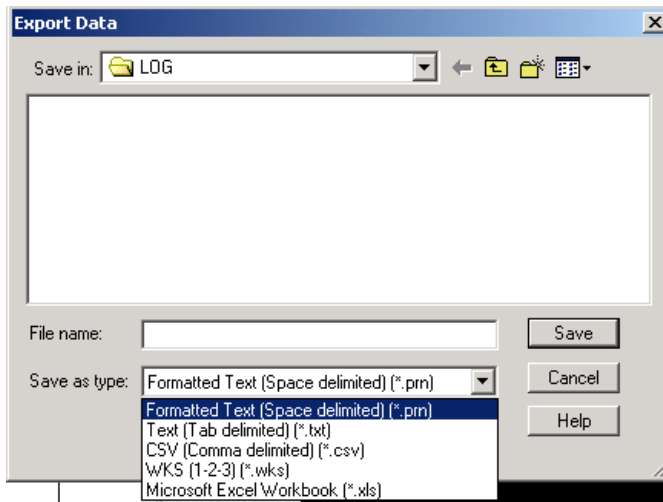 Export Data
Save in: LOG
File name: Save
Save as type: Formatted Text (Space delimited) (*.prn) Cancel
Formatted Text (Space delimited) (*.prn)
Help
Text (Tab delimited) (*.txt)
CSV (Comma delimited) (*.csv)
WKS (1-2-3) (*.wks)
Microsoft Excel Workbook (*.xls)